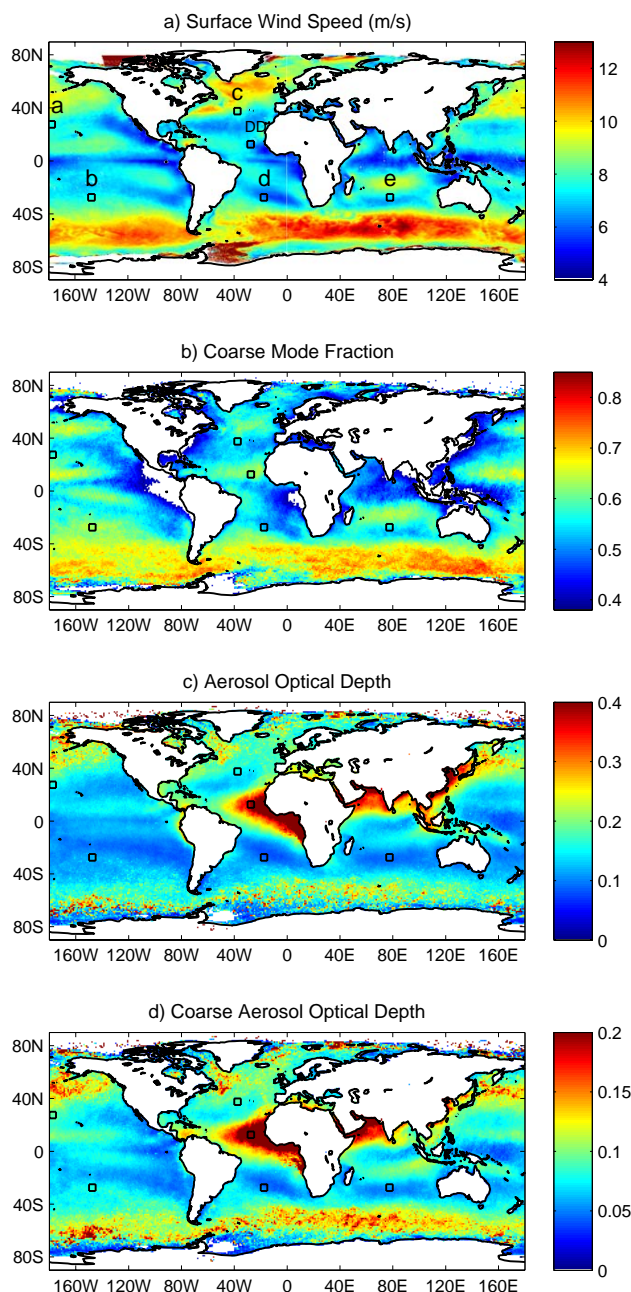 a) Surface Wind Speed (m/s)
80N
40N
0
40S
80S
a
b
c
DD
d
e
160W 120W 80W 40W 0 40E 80E 120E 160E
12
10
8
6
4
b) Coarse Mode Fraction
80N
40N
0
40S
80S
160W 120W 80W 40W 0 40E 80E 120E 160E
0.8
0.7
0.6
0.5
0.4
c) Aerosol Optical Depth
80N
40N
0
40S
80S
160W 120W 80W 40W 0 40E 80E 120E 160E
0.4
0.3
0.2
0.1
0
d) Coarse Aerosol Optical Depth
80N
40N
0
40S
80S
160W 120W 80W 40W 0 40E 80E 120E 160E
0.2
0.15
0.1
0.05
0